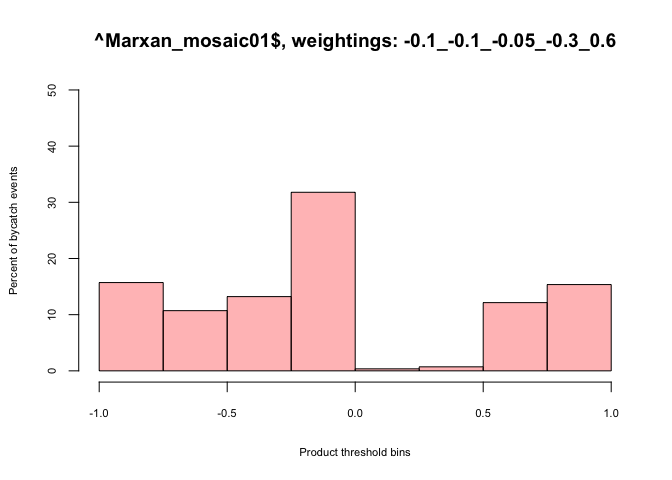 ^Marxan_mosaic01$, weightings: -0.1_-0.1_-0.05_-0.3_0.6
50
40
30
20
10
0
Percent of bycatch events
-1.0 -0.5 0.0 0.5 1.0
Product threshold bins